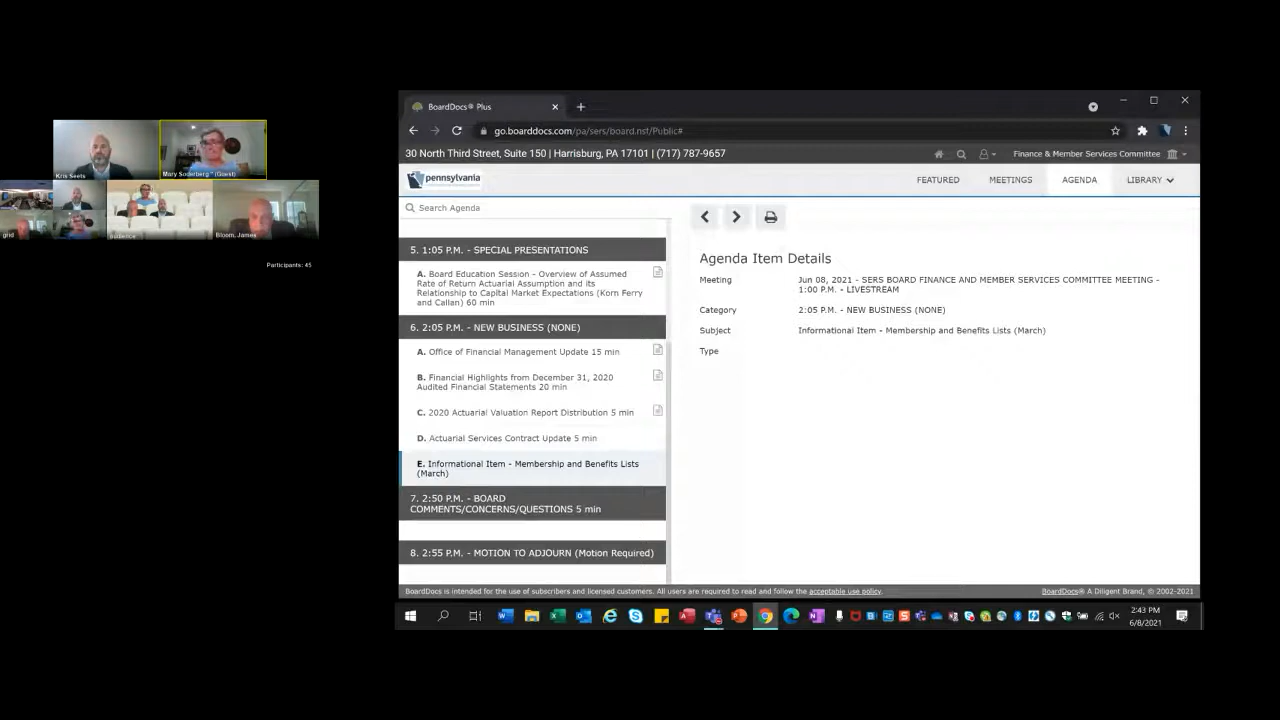 Kris Seets
Mary Soderberg * (Guest)
grid
audience
Bloom, James
Participants: 45
BoardDocs® Plus
go.boarddocs.com/pa/sers/board.nsf/Public#
30 North Third Street, Suite 150 | Harrisburg, PA 17101 | (717) 787-9657
Finance & Member Services Committee
pennsylvania
FEATURED
MEETINGS
AGENDA
LIBRARY
Search Agenda
5. 1:05 P.M. - SPECIAL PRESENTATIONS
A. Board Education Session - Overview of Assumed
Rate of Return Actuarial Assumption and its
Relationship to Capital Market Expectations (Korn Ferry
and Callan) 60 min
6. 2:05 P.M. - NEW BUSINESS (NONE)
A. Office of Financial Management Update 15 min
B. Financial Highlights from December 31, 2020
Audited Financial Statements 20 min
C. 2020 Actuarial Valuation Report Distribution 5 min
D. Actuarial Services Contract Update 5 min
E. Informational Item - Membership and Benefits Lists
(March)
7. 2:50 P.M. - BOARD
COMMENTS/CONCERNS/QUESTIONS 5 min
8. 2:55 P.M. - MOTION TO ADJOURN (Motion Required)
Agenda Item Details
Meeting
Jun 08, 2021 - SERS BOARD FINANCE AND MEMBER SERVICES COMMITTEE MEETING -
1:00 P.M. - LIVESTREAM
Category
2:05 P.M. - NEW BUSINESS (NONE)
Subject
Informational Item - Membership and Benefits Lists (March)
Type
BoardDocs is intended for the use of subscribers and licensed customers. All users are required to read and follow the acceptable use policy.
BoardDocs® A Diligent Brand, © 2002-2021
2:43 PM
6/8/2021